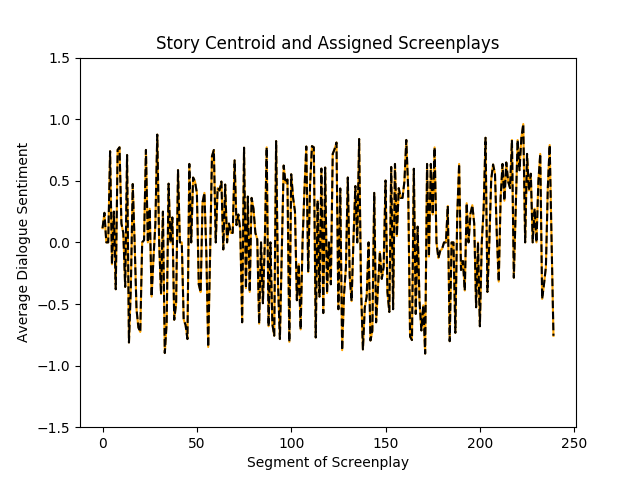 Story Centroid and Assigned Screenplays
1.5
1.0
0.5
0.0
−0.5
−1.0
−1.5
Average Dialogue Sentiment
0 50 100 150 200 250
Segment of Screenplay